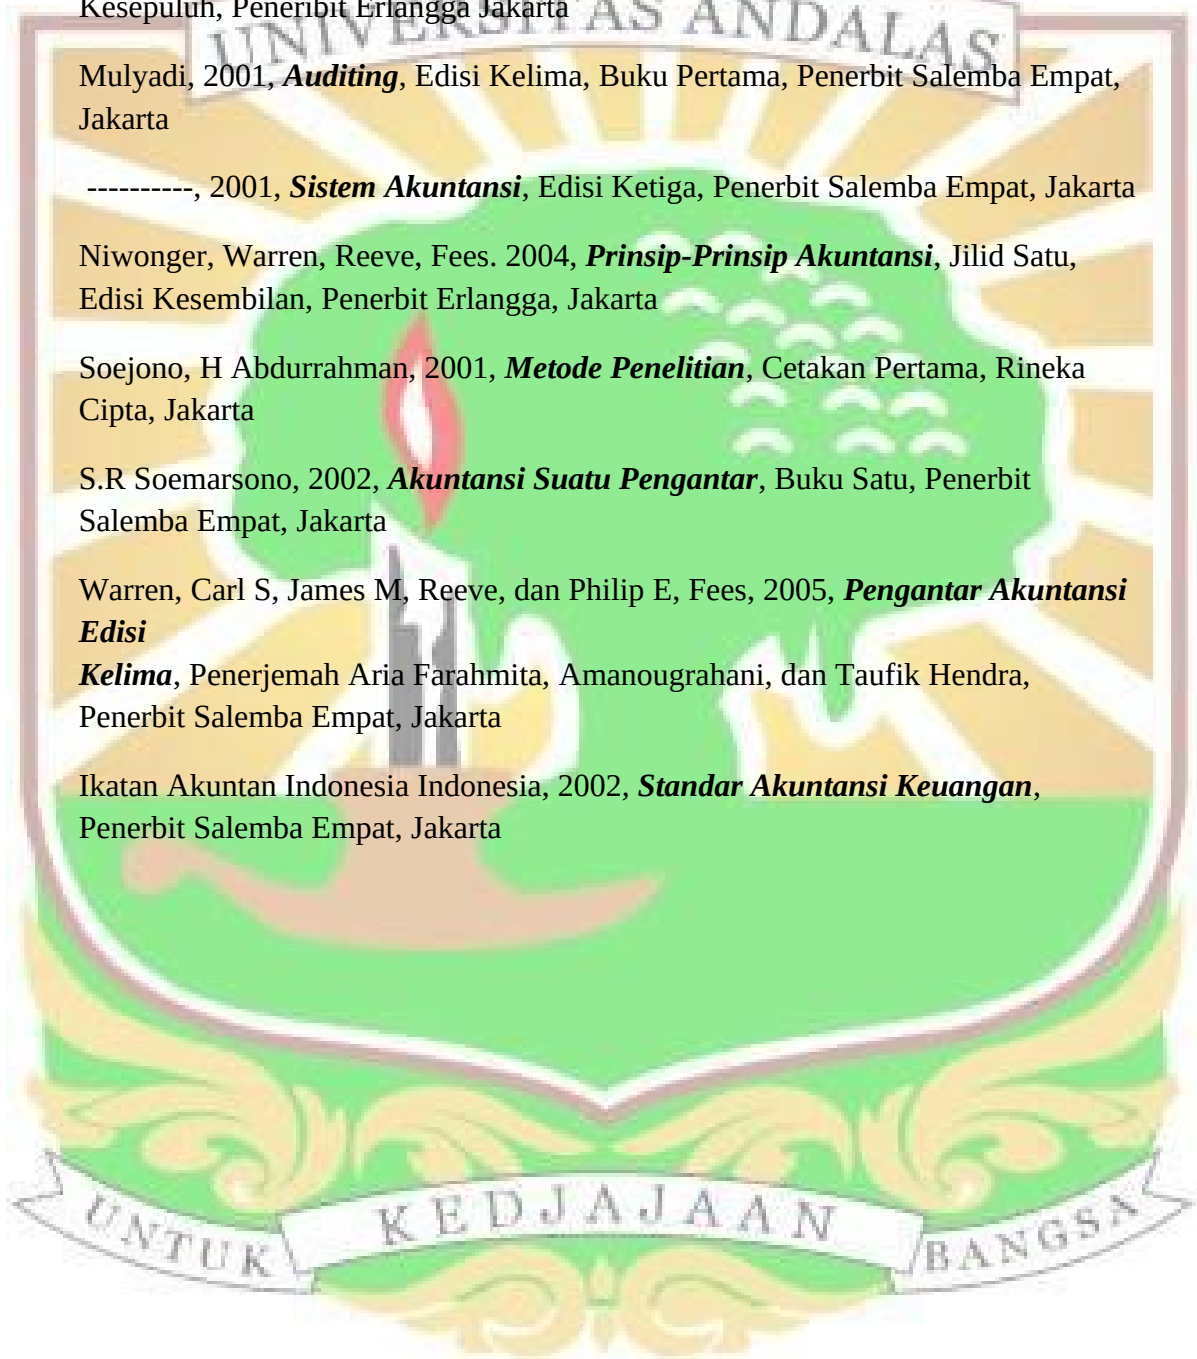 Kesepuluh, Peneribit Erlangga Jakarta
UNIVERSITAS ANDALAS
Mulyadi, 2001, Auditing, Edisi Kelima, Buku Pertama, Penerbit Salemba Empat,
Jakarta
----------, 2001, Sistem Akuntansi, Edisi Ketiga, Penerbit Salemba Empat, Jakarta
Niwonger, Warren, Reeve, Fees. 2004, Prinsip-Prinsip Akuntansi, Jilid Satu,
Edisi Kesembilan, Penerbit Erlangga, Jakarta
Soejono, H Abdurrahman, 2001, Metode Penelitian, Cetakan Pertama, Rineka
Cipta, Jakarta
S.R Soemarsono, 2002, Akuntansi Suatu Pengantar, Buku Satu, Penerbit
Salemba Empat, Jakarta
Warren, Carl S, James M, Reeve, dan Philip E, Fees, 2005, Pengantar Akuntansi
Edisi
Kelima, Penerjemah Aria Farahmita, Amanougrahani, dan Taufik Hendra,
Penerbit Salemba Empat, Jakarta
Ikatan Akuntan Indonesia Indonesia, 2002, Standar Akuntansi Keuangan,
Penerbit Salemba Empat, Jakarta
UNTUK KEDJAJAAN BANGSA